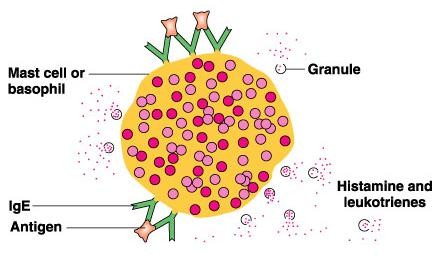 Mast cell or
basophil
Granule
Histamine and
leukotrienes
IgE
Antigen